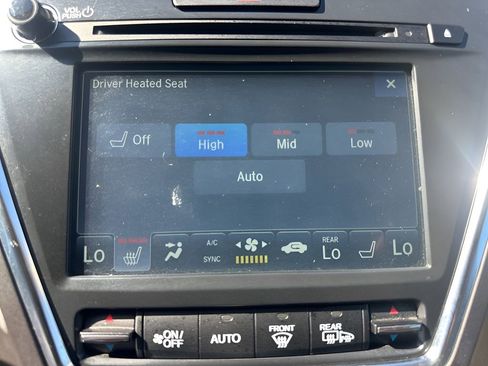 VOL
PUSH
Driver Heated Seat
Off
High
Mid
Low
Auto
Lo
A/C
SYNC
REAR
Lo
Lo
ON/
OFF
AUTO
FRONT
REAR